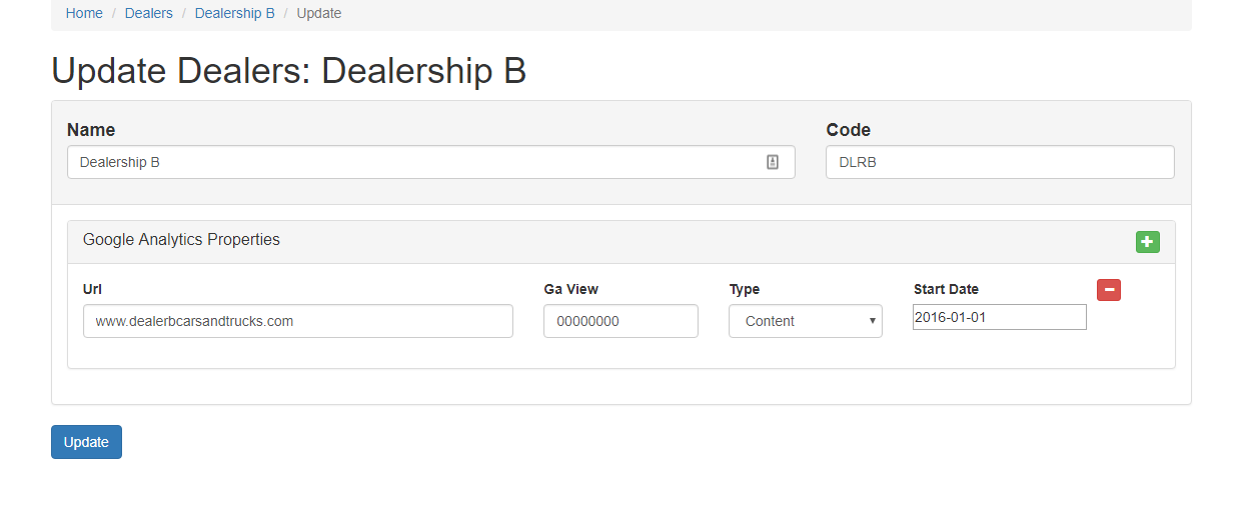 Home / Dealers / Dealership B / Update
Update Dealers: Dealership B
Name Code
Dealership B DLRB
Google Analytics Properties
Url Ga View Type Start Date
www.dealerbcarsandtrucks.com 00000000 Content 2016-01-01
Update